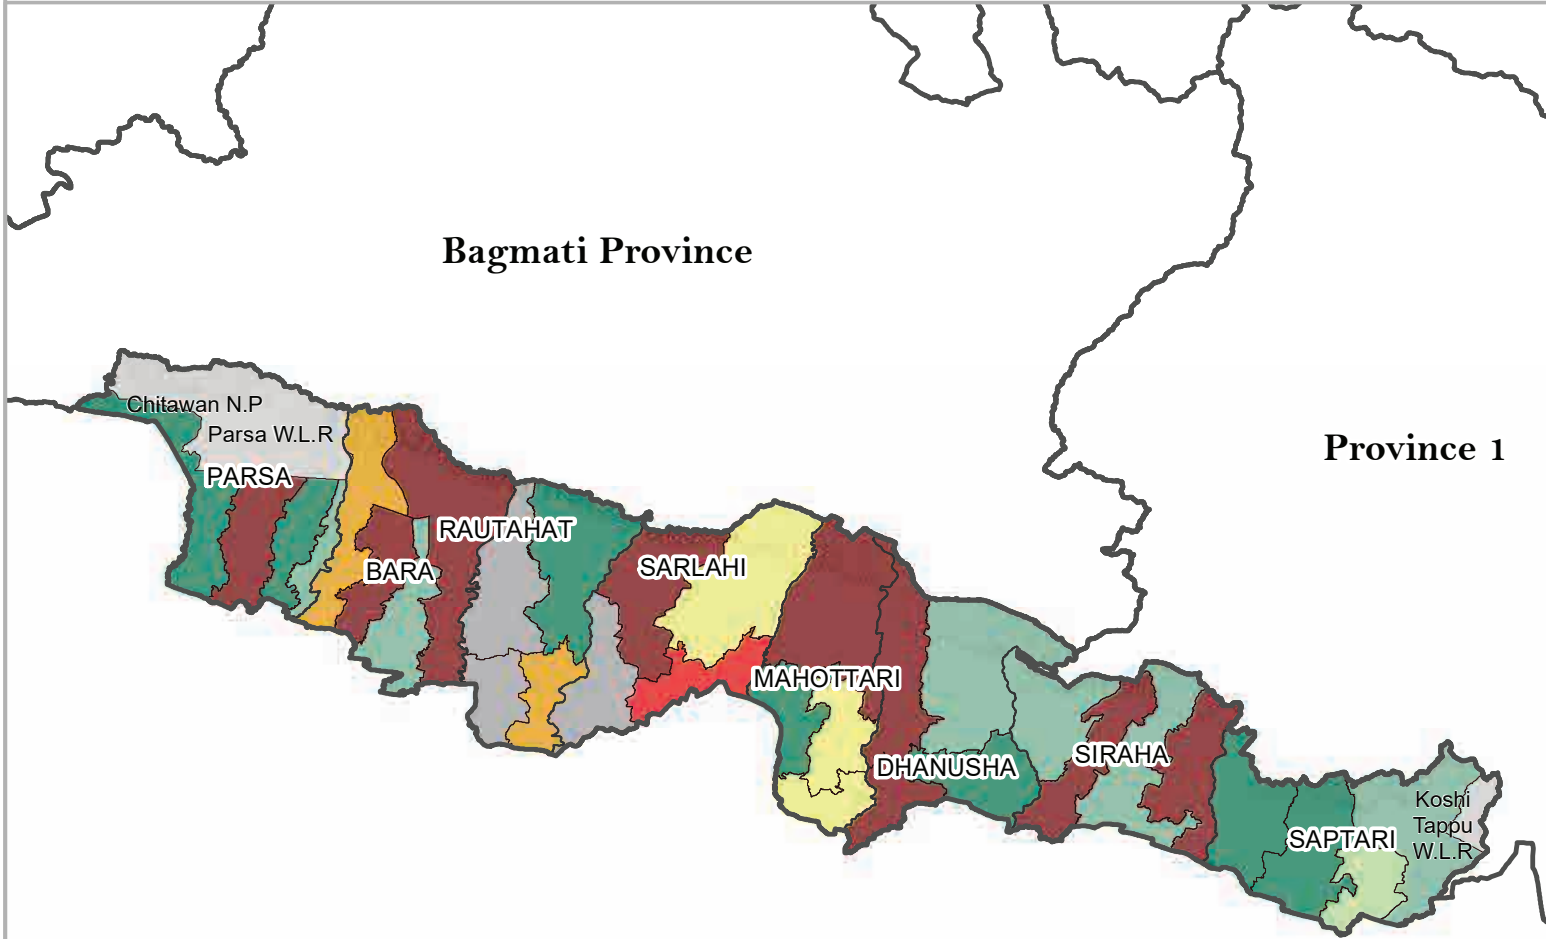 Bagmati Province
Province 1
Chitawan N.P
Parsa W.L.R
PARSA
RAUTAHAT
BARA
SARLAHI
MAHOTTARI
DHANUSHA
SIRAHA
SAPTARI
Koshi
Tappu
W.L.R